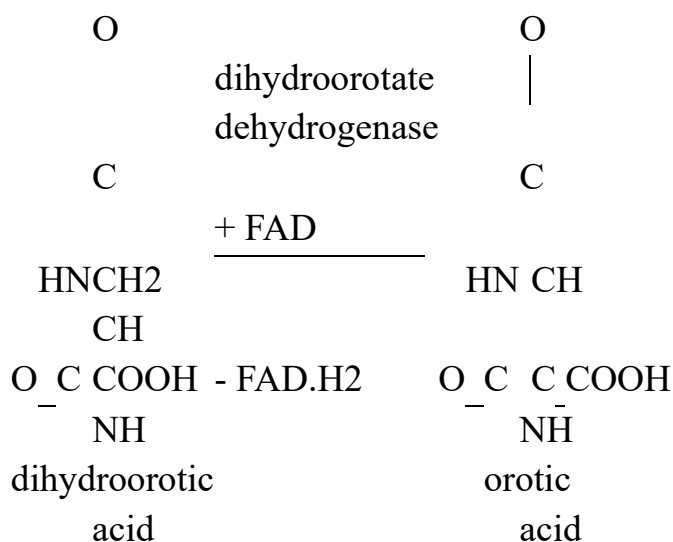 O O
dihydroorotate
dehydrogenase
C C
+ FAD
HNCH2 HN CH
CH
O C COOH - FAD.H2 O C C COOH
NH NH
dihydroorotic orotic
acid acid